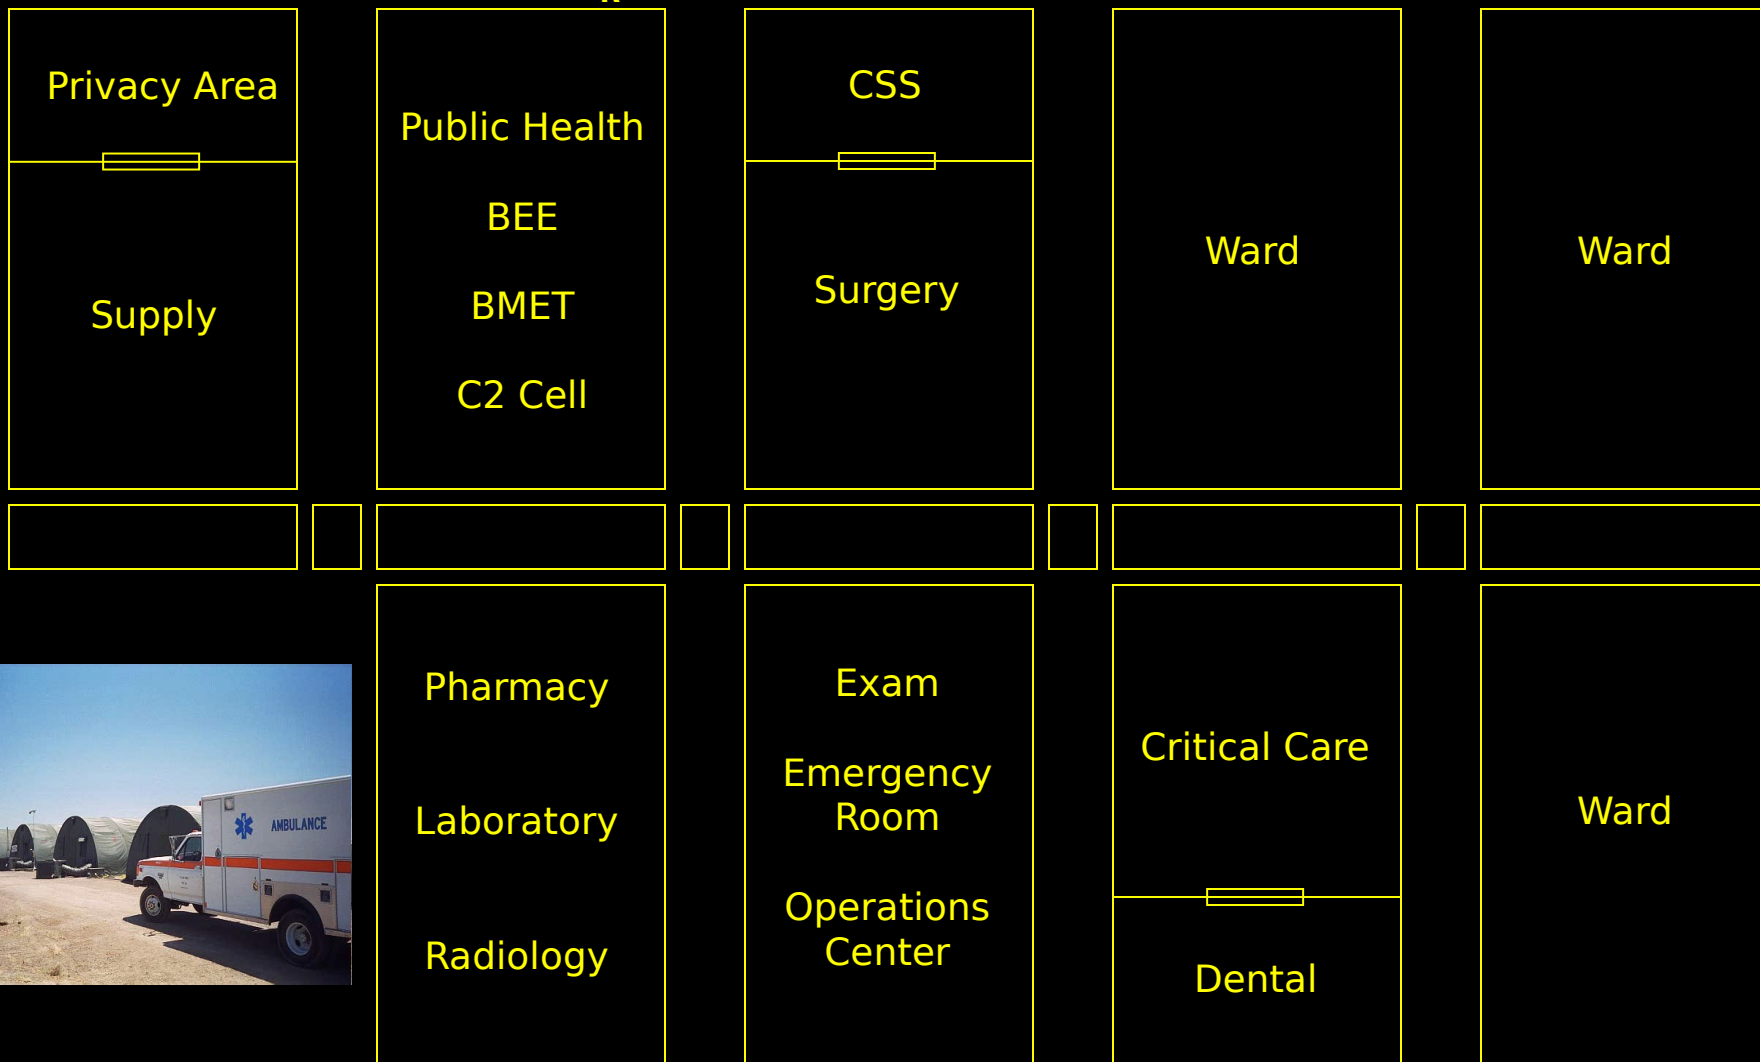 Privacy Area
Supply
Public Health
BEE
BMET
C2 Cell
CSS
Surgery
Ward
Ward
AMBULANCE
Pharmacy
Laboratory
Radiology
Exam
Emergency
Room
Operations
Center
Critical Care
Dental
Ward